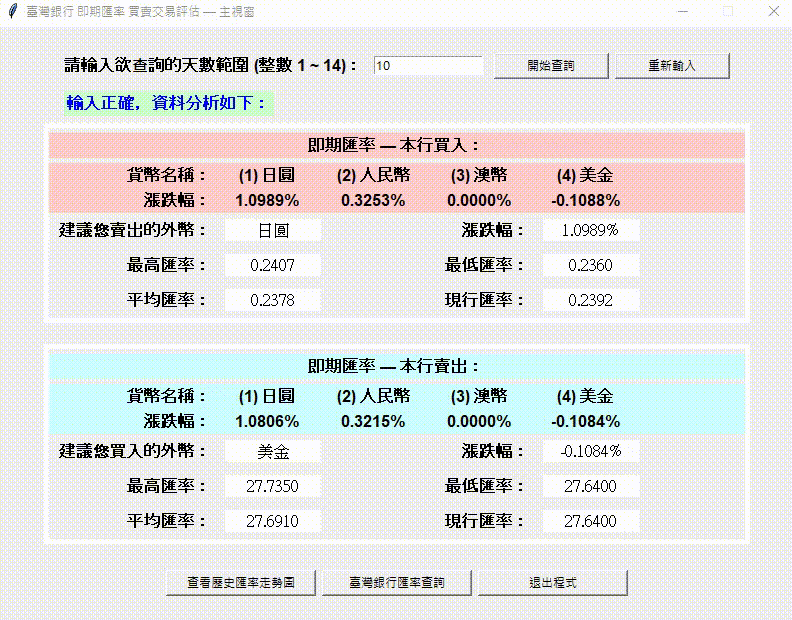 臺灣銀行 即期匯率 買賣交易評估 — 主視窗
請輸入欲查詢的天數範圍 (整數 1 ~ 14)： 10 開始查詢 重新輸入
輸入正確, 資料分析如下：
即期匯率 — 本行買入：
貨幣名稱： (1) 日圓 (2) 人民幣 (3) 澳幣 (4) 美金
漲跌幅： 1.0989% 0.3253% 0.0000% -0.1088%
建議您賣出的外幣： 日圓 漲跌幅： 1.0989%
最高匯率： 0.2407 最低匯率： 0.2360
平均匯率： 0.2378 現行匯率： 0.2392
即期匯率 — 本行賣出：
貨幣名稱： (1) 日圓 (2) 人民幣 (3) 澳幣 (4) 美金
漲跌幅： 1.0806% 0.3215% 0.0000% -0.1084%
建議您買入的外幣： 美金 漲跌幅： -0.1084%
最高匯率： 27.7350 最低匯率： 27.6400
平均匯率： 27.6910 現行匯率： 27.6400
查看歷史匯率走勢圖 臺灣銀行匯率查詢 退出程式